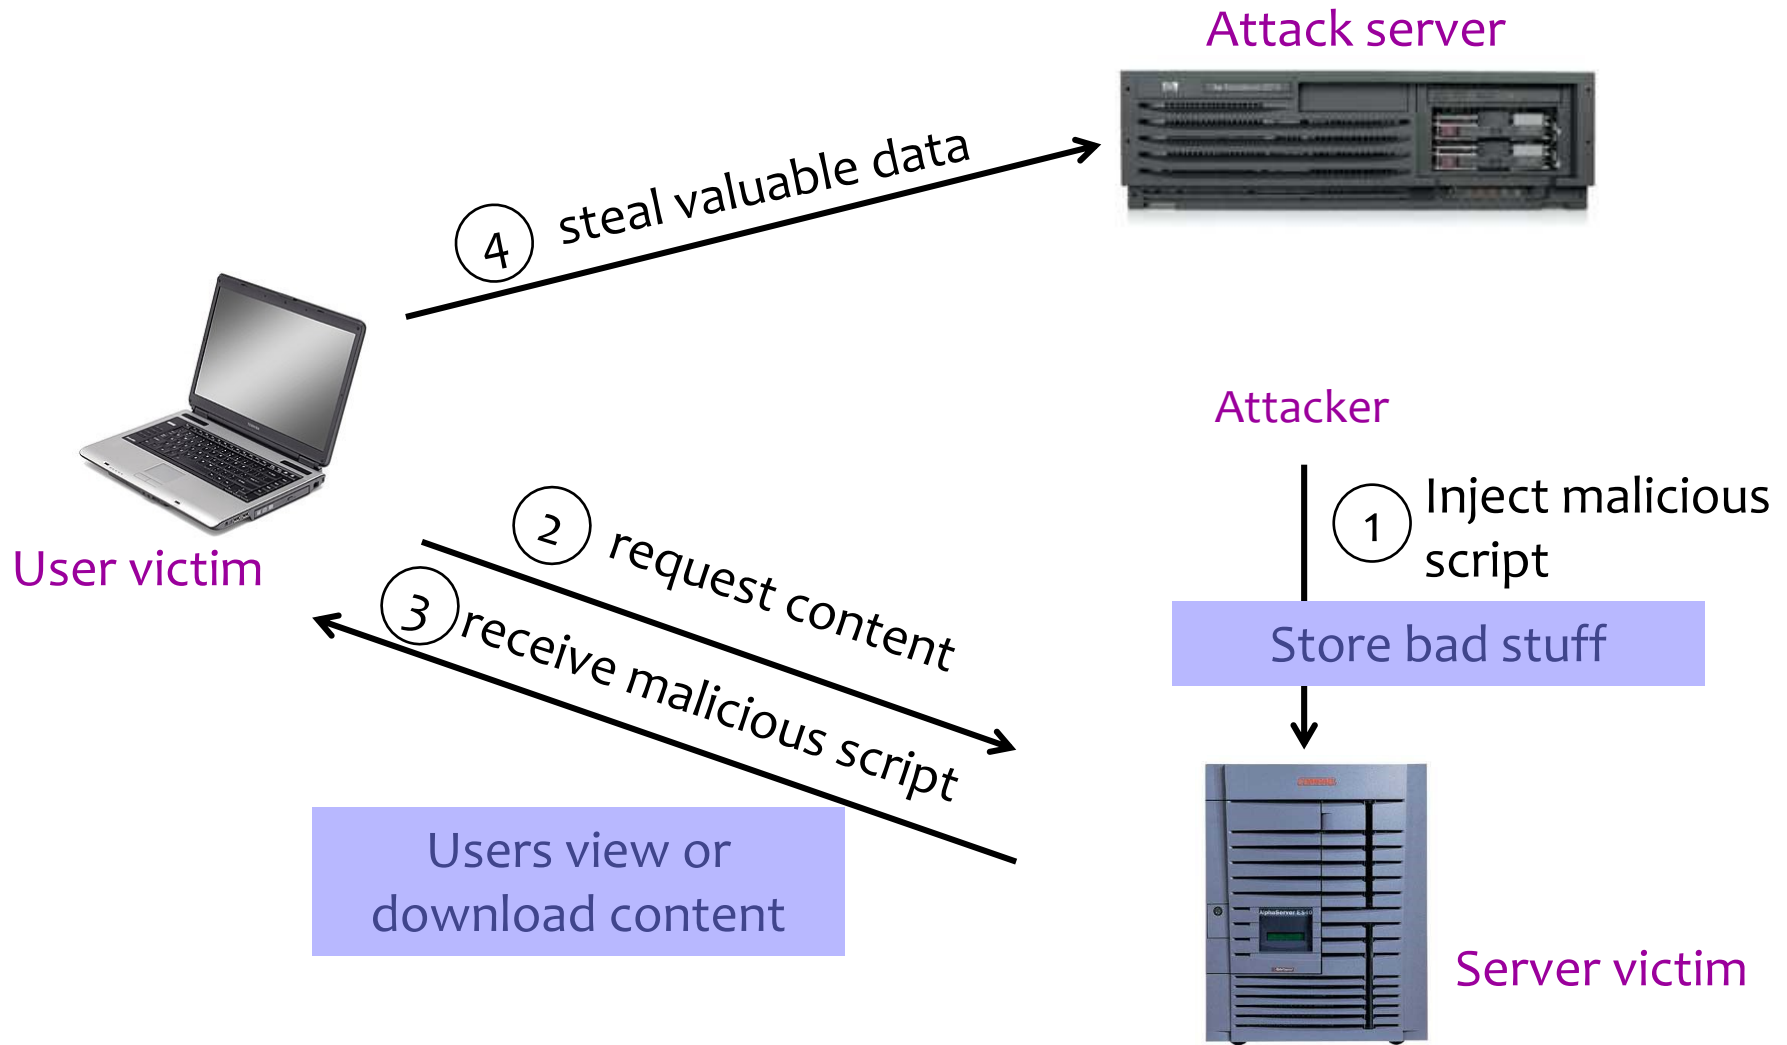 Attack server
4 steal valuable data
Attacker
1 Inject malicious
script
User victim
2 request content
3 receive malicious script
Store bad stuff
Users view or
download content
Server victim